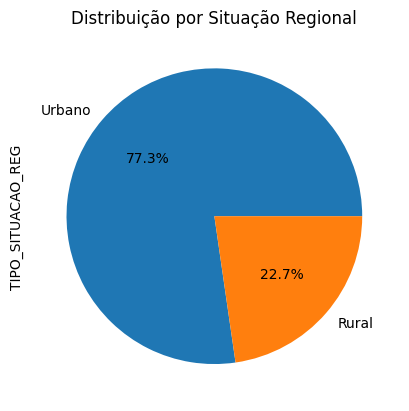 Distribuição por Situação Regional
Urbano
77.3%
TIPO_SITUACAO_REG
22.7%
Rural